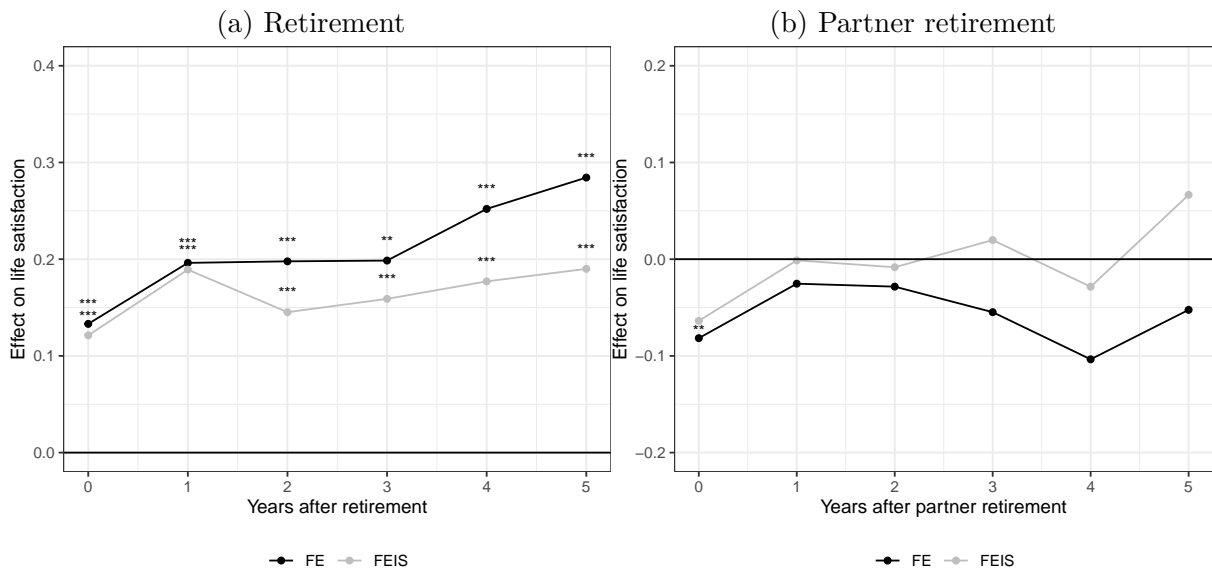 (a) Retirement
0.4
0.3
0.2
0.1
0.0
Effect on life satisfaction
***
***
***
***
***
***
**
***
***
***
***
***
0 1 2 3 4 5
Years after retirement
FE FEIS
(b) Partner retirement
0.2
0.1
0.0
−0.1
−0.2
Effect on life satisfaction
**
0 1 2 3 4 5
Years after partner retirement
FE FEIS